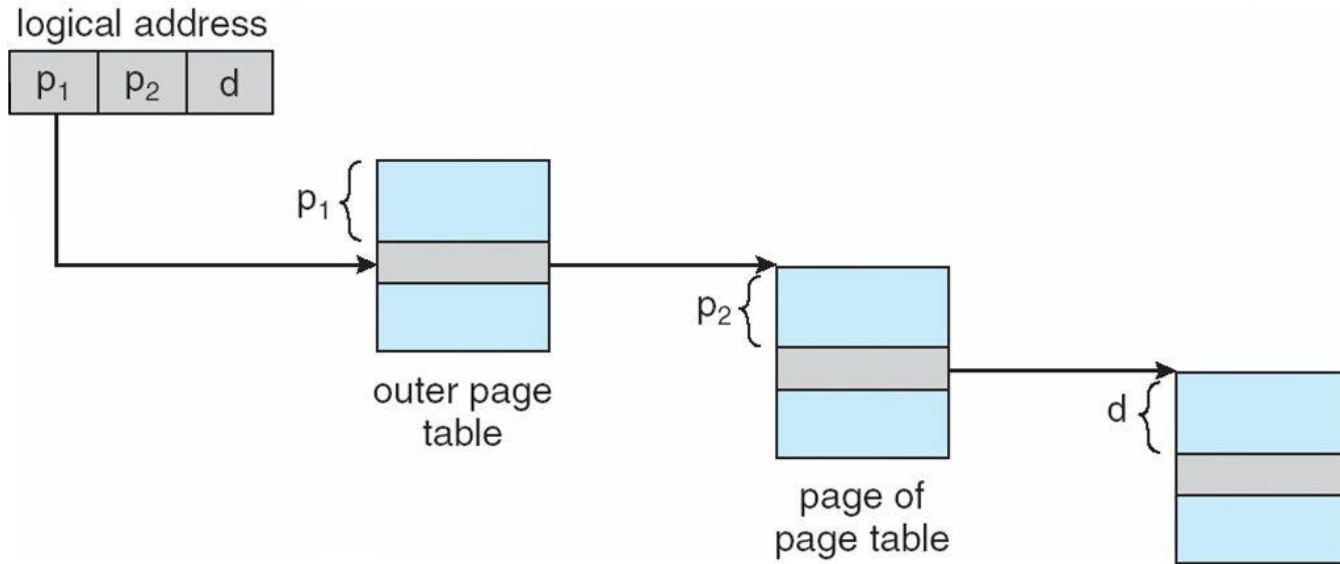 logical address
p₁ p₂ d
p₁
outer page
table
p₂
page of
page table
d